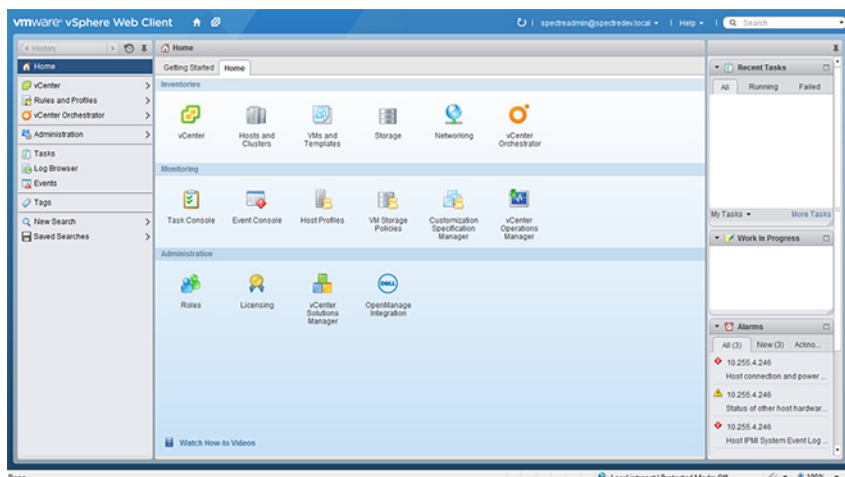 vmware vSphere Web Client
spectreadmin@spectredev.local
Help
Search
History
Home
vCenter
Rules and Profiles
vCenter Orchestrator
Administration
Tasks
Log Browser
Events
Tags
New Search
Saved Searches
Home
Getting Started Home
Inventories
vCenter
Hosts and
Clusters
VMs and
Templates
Storage
Networking
vCenter
Orchestrator
Monitoring
Task Console
Event Console
Host Profiles
VM Storage
Policies
Customization
Specification
Manager
vCenter
Operations
Manager
Administration
Roles
Licensing
vCenter
Solutions
Manager
DELL
OpenManage
Integration
Watch How-to Videos
Recent Tasks
All Running Failed
My Tasks More Tasks
Work In Progress
Alarms
All (3) New (3) Ackno...
10.255.4.246
Host connection and power ...
10.255.4.246
Status of other host hardwar...
10.255.4.246
Host IPMI System Event Log ...
100%